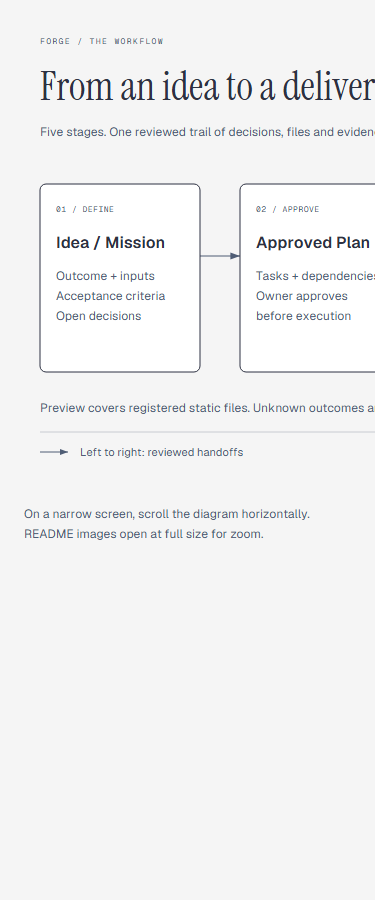 FORGE / THE WORKFLOW
From an idea to a deliver
Five stages. One reviewed trail of decisions, files and eviden
01 / DEFINE
Idea / Mission
Outcome + inputs
Acceptance criteria
Open decisions
02 / APPROVE
Approved Plan
Tasks + dependencies
Owner approves
before execution
Preview covers registered static files. Unknown outcomes a
Left to right: reviewed handoffs
On a narrow screen, scroll the diagram horizontally.
README images open at full size for zoom.